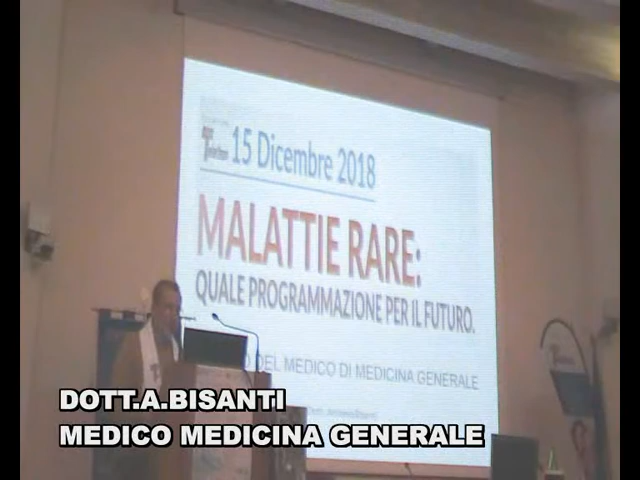 15 Dicembre 2018
MALATTIE RARE:
QUALE PROGRAMMAZIONE PER IL FUTURO.
DEL MEDICO DI MEDICINA GENERALE
DOTT.A.BISANTI
MEDICO MEDICINA GENERALE